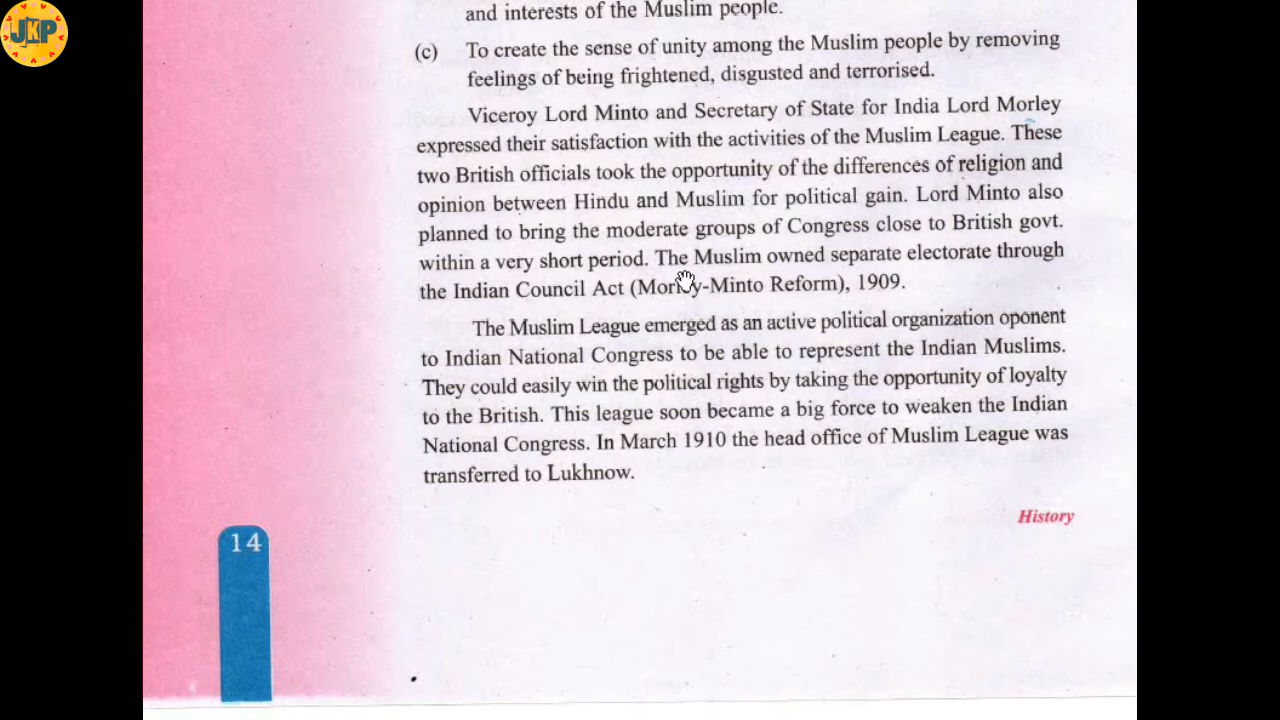 JKP
and interests of the Muslim people.
(c) To create the sense of unity among the Muslim people by removing
feelings of being frightened, disgusted and terrorised.
Viceroy Lord Minto and Secretary of State for India Lord Morley
expressed their satisfaction with the activities of the Muslim League. These
two British officials took the opportunity of the differences of religion and
opinion between Hindu and Muslim for political gain. Lord Minto also
planned to bring the moderate groups of Congress close to British govt.
within a very short period. The Muslim owned separate electorate through
the Indian Council Act (Morley-Minto Reform), 1909.
The Muslim League emerged as an active political organization oponent
to Indian National Congress to be able to represent the Indian Muslims.
They could easily win the political rights by taking the opportunity of loyalty
to the British. This league soon became a big force to weaken the Indian
National Congress. In March 1910 the head office of Muslim League was
transferred to Lukhnow.
History
14